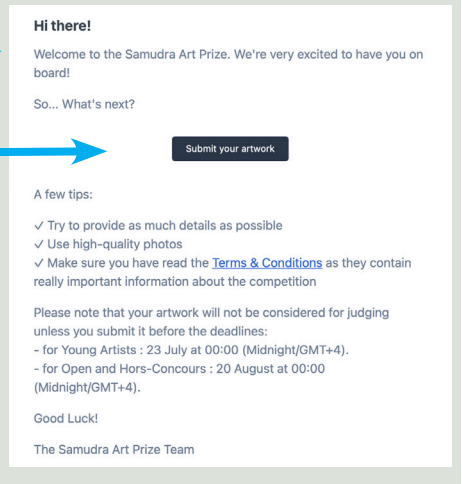 Hi there!
Welcome to the Samudra Art Prize. We're very excited to have you on
board!
So... What's next?
Submit your artwork
A few tips:
✓ Try to provide as much details as possible
✓ Use high-quality photos
✓ Make sure you have read the Terms & Conditions as they contain
really important information about the competition
Please note that your artwork will not be considered for judging
unless you submit it before the deadlines:
- for Young Artists : 23 July at 00:00 (Midnight/GMT+4).
- for Open and Hors-Concours : 20 August at 00:00
(Midnight/GMT+4).
Good Luck!
The Samudra Art Prize Team